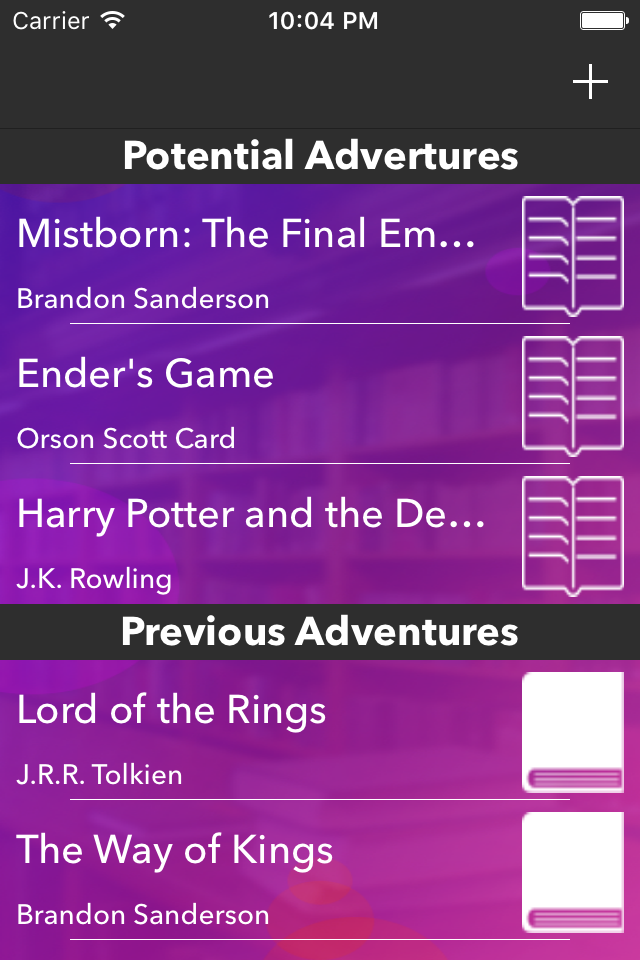 Carrier 10:04 PM
Potential Advertures
Mistborn: The Final Em...
Brandon Sanderson
Ender's Game
Orson Scott Card
Harry Potter and the De...
J.K. Rowling
Previous Adventures
Lord of the Rings
J.R.R. Tolkien
The Way of Kings
Brandon Sanderson